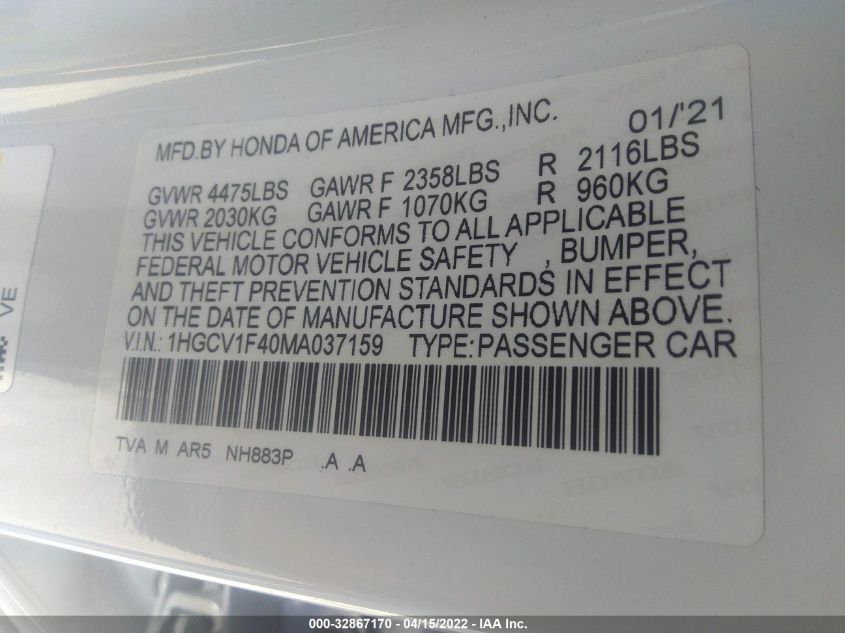 MFD.BY HONDA OF AMERICA MFG.,INC. 01/'21
GVWR 4475LBS GAWR F 2358LBS R 2116LBS
GVWR 2030KG GAWR F 1070KG R 960KG
THIS VEHICLE CONFORMS TO ALL APPLICABLE
FEDERAL MOTOR VEHICLE SAFETY , BUMPER,
AND THEFT PREVENTION STANDARDS IN EFFECT
ON THE DATE OF MANUFACTURE SHOWN ABOVE.
V.I.N.: 1HGCV1F40MA037159 TYPE:PASSENGER CAR
TVA M AR5 NH883P .A .A
VE
HONDA HONDA
000-32867170 - 04/15/2022 - IAA Inc.